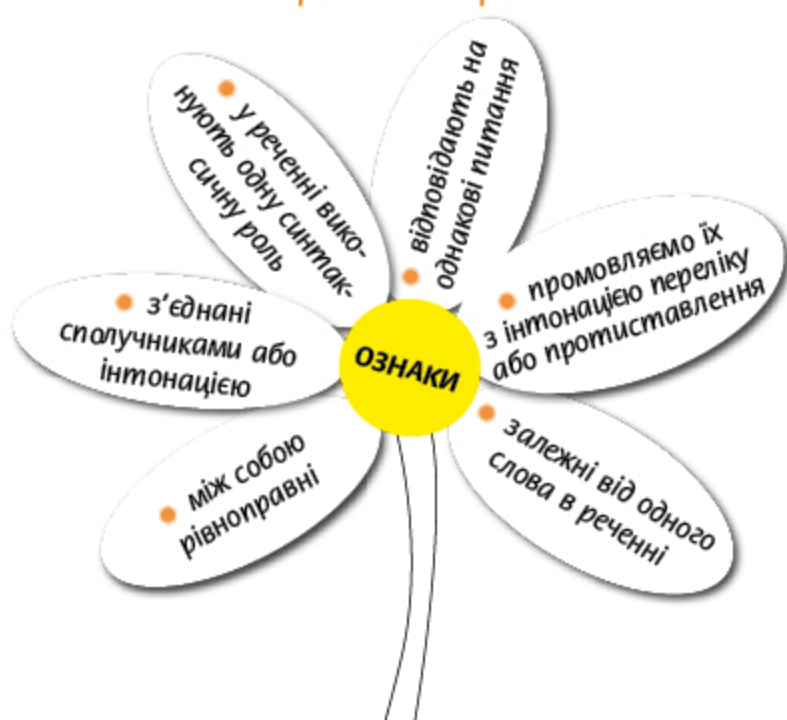 у реченні вико-
нують одну синтак-
сичну роль
відповідають на
однакові питання
промовляємо їх
з інтонацією переліку
або протиставлення
з’єднані
сполучниками або
інтонацією
ОЗНАКИ
залежні від одного
слова в реченні
між собою
рівноправні